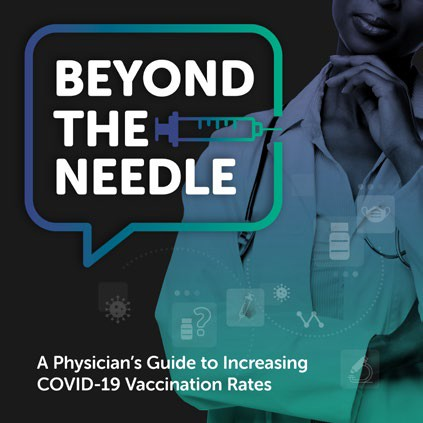 BEYOND
THE
NEEDLE
?
A Physician's Guide to Increasing
COVID-19 Vaccination Rates